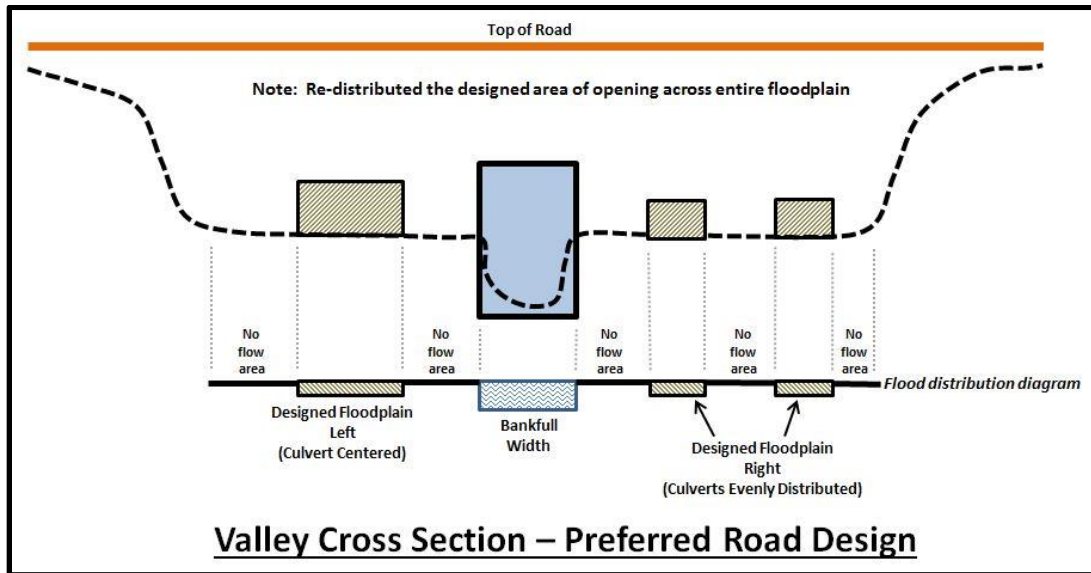 Top of Road
Note: Re-distributed the designed area of opening across entire floodplain
No
flow
area
No
flow
area
No
flow
area
No
flow
area
No
flow
area
Flood distribution diagram
Designed Floodplain
Left
(Culvert Centered)
Bankfull
Width
Designed Floodplain
Right
(Culverts Evenly Distributed)
Valley Cross Section – Preferred Road Design